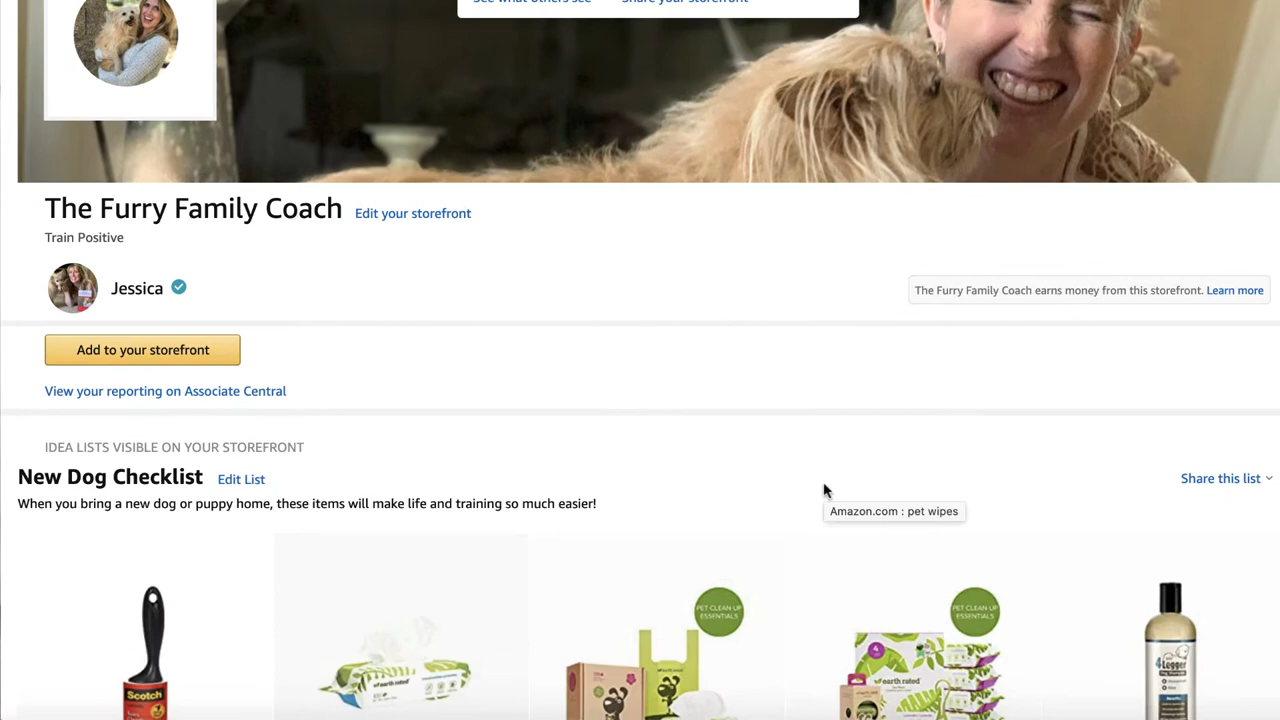 See what others see Share your storefront
The Furry Family Coach Edit your storefront
Train Positive
Jessica
The Furry Family Coach earns money from this storefront. Learn more
Add to your storefront
View your reporting on Associate Central
IDEA LISTS VISIBLE ON YOUR STOREFRONT
New Dog Checklist Edit List
Share this list
When you bring a new dog or puppy home, these items will make life and training so much easier!
Amazon.com : pet wipes
PET CLEAN-UP
ESSENTIALS
PET CLEAN-UP
ESSENTIALS
Scotch
earth rated
4
earth rated
4Legger